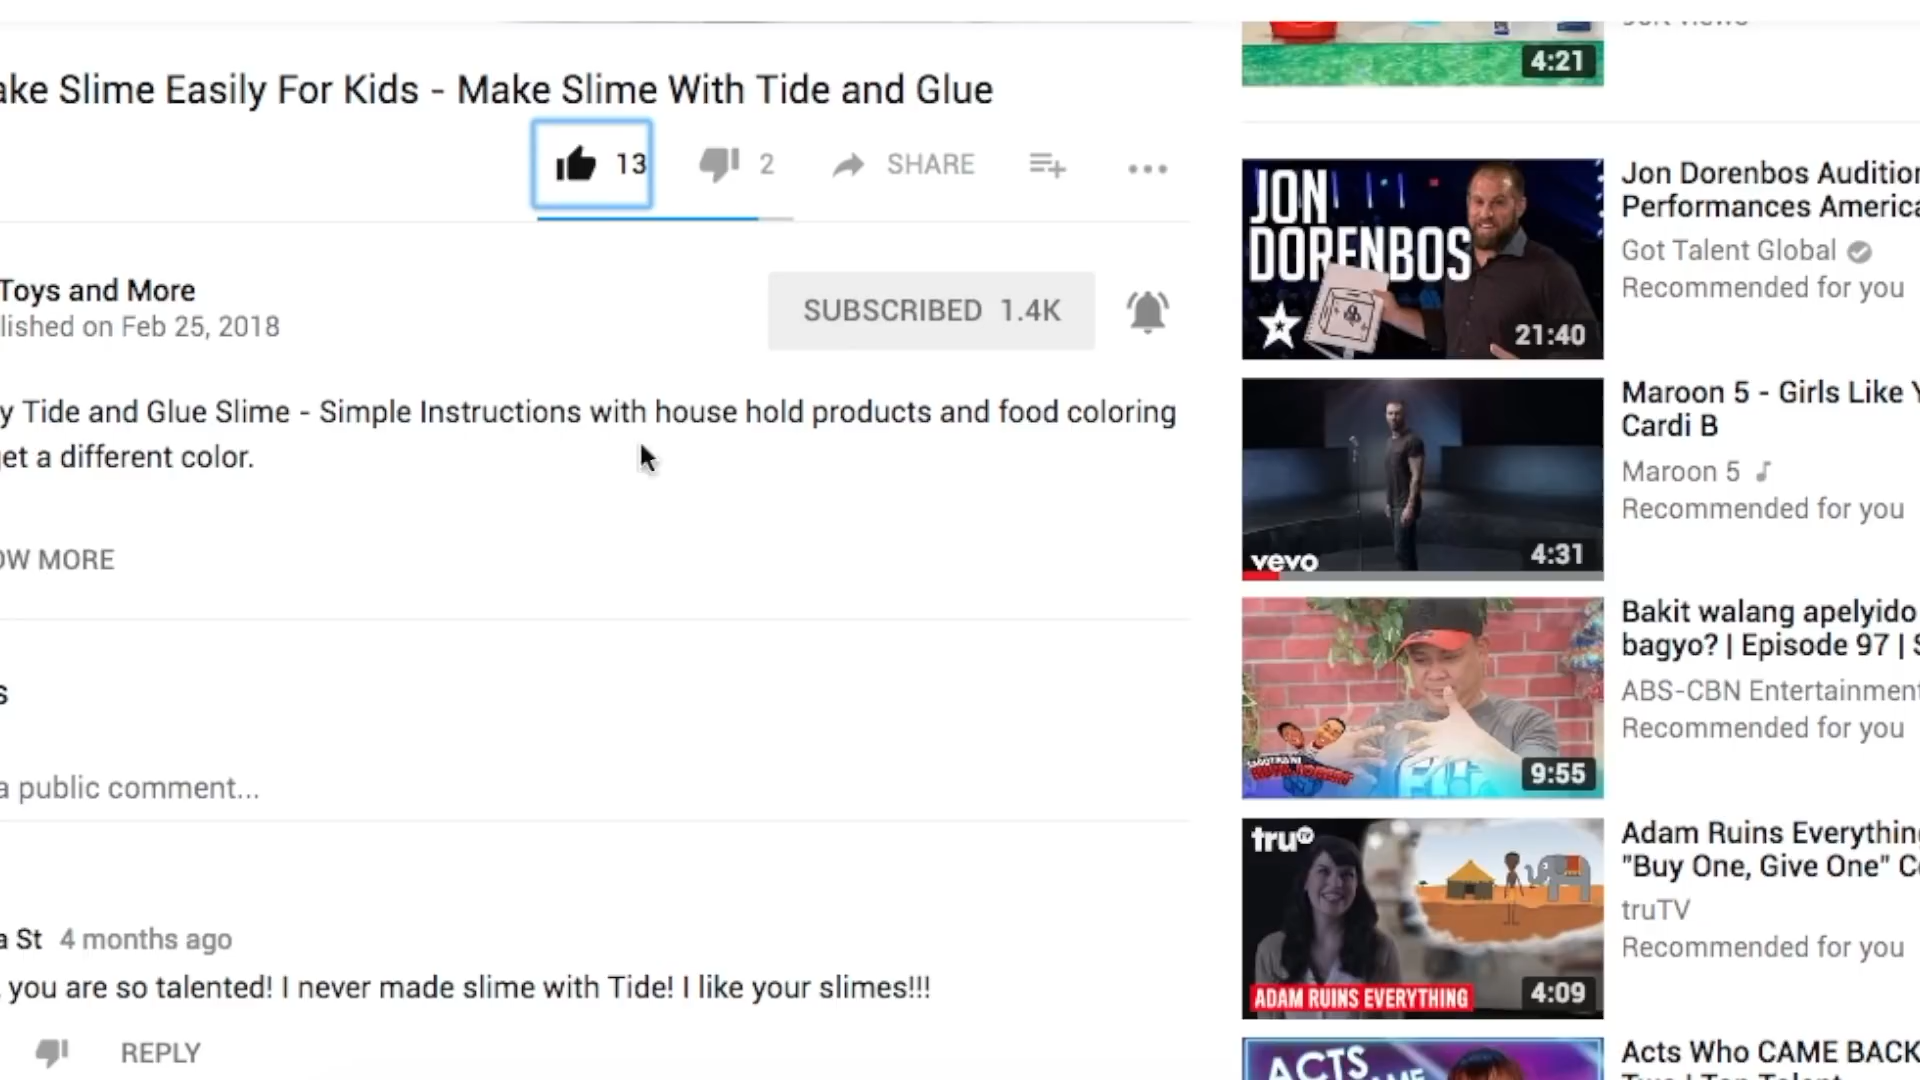 ake Slime Easily For Kids - Make Slime With Tide and Glue
13
2
SHARE
Toys and More
lished on Feb 25, 2018
SUBSCRIBED 1.4K
y Tide and Glue Slime - Simple Instructions with house hold products and food coloring
et a different color.
OW MORE
s
a public comment...
a St 4 months ago
you are so talented! I never made slime with Tide! I like your slimes!!!
REPLY
4:21
JON
DORENBOS
21:40
Jon Dorenbos Audition
Performances America
Got Talent Global
Recommended for you
vevo
4:31
Maroon 5 - Girls Like Y
Cardi B
Maroon 5
Recommended for you
9:55
Bakit walang apelyido
bagyo? | Episode 97 | S
ABS-CBN Entertainment
Recommended for you
truTV
ADAM RUINS EVERYTHING
4:09
Adam Ruins Everything
"Buy One, Give One" Co
truTV
Recommended for you
ACTS
Acts Who CAME BACK